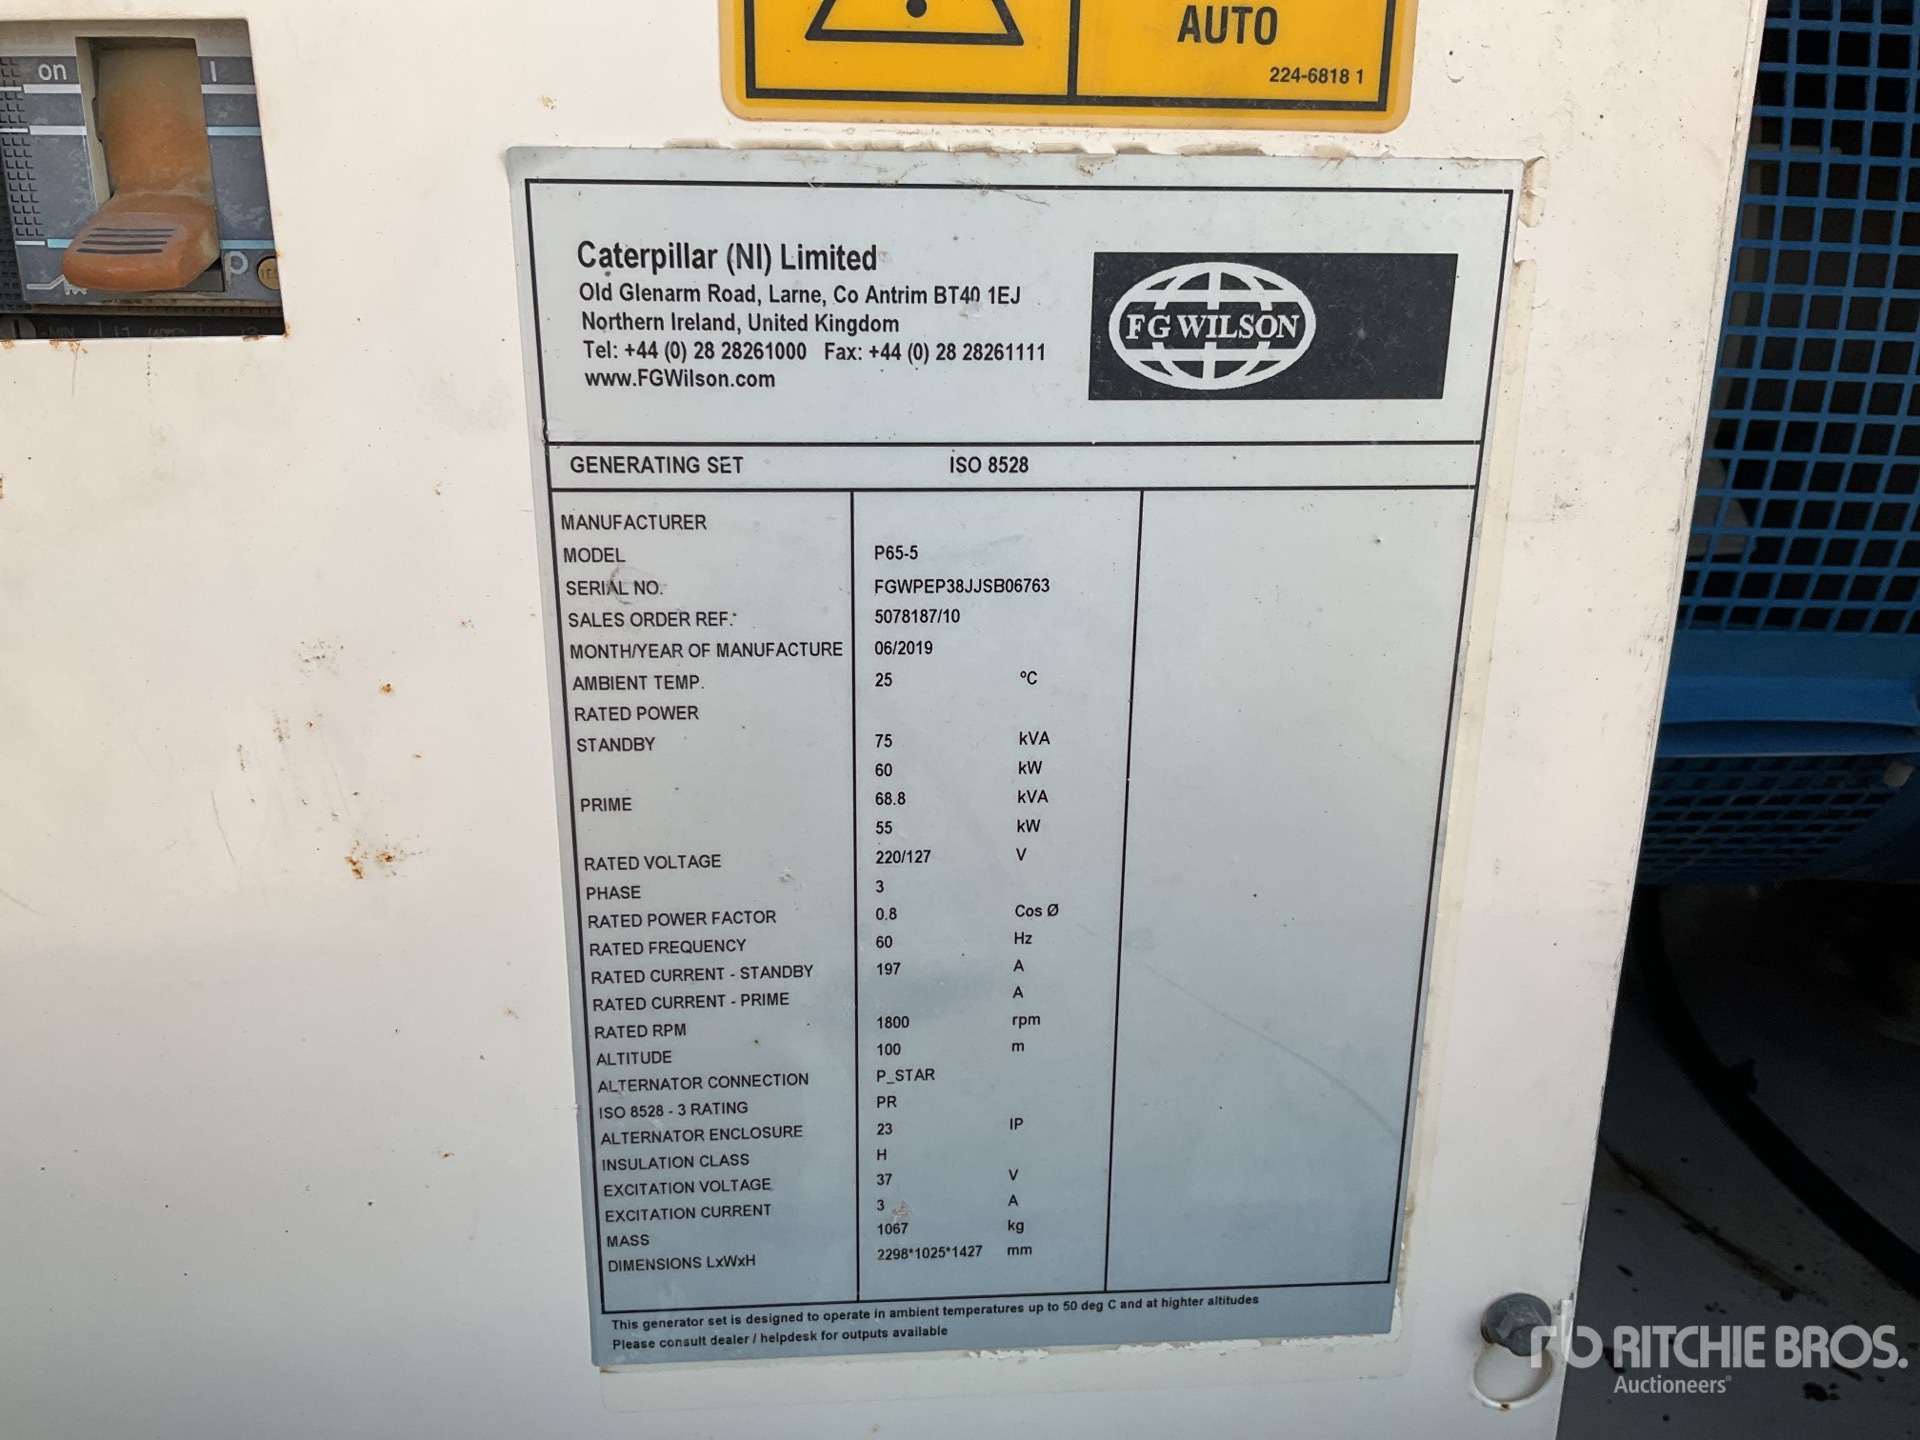 AUTO
224-6818 1
on
I
P
Caterpillar (NI) Limited
Old Glenarm Road, Larne, Co Antrim BT40 1EJ
Northern Ireland, United Kingdom
Tel: +44 (0) 28 28261000 Fax: +44 (0) 28 28261111
www.FGWilson.com
FG WILSON
GENERATING SET ISO 8528
MANUFACTURER
MODEL P65-5
SERIAL NO. FGWPEP38JJSB06763
SALES ORDER REF. 5078187/10
MONTH/YEAR OF MANUFACTURE 06/2019
AMBIENT TEMP. 25 ºC
RATED POWER
STANDBY 75 kVA
60 kW
PRIME 68.8 kVA
55 kW
RATED VOLTAGE 220/127 V
PHASE 3
RATED POWER FACTOR 0.8 Cos Ø
RATED FREQUENCY 60 Hz
RATED CURRENT - STANDBY 197 A
RATED CURRENT - PRIME A
RATED RPM 1800 rpm
ALTITUDE 100 m
ALTERNATOR CONNECTION P_STAR
ISO 8528 - 3 RATING PR
ALTERNATOR ENCLOSURE 23 IP
INSULATION CLASS H
EXCITATION VOLTAGE 37 V
EXCITATION CURRENT 3 A
MASS 1067 kg
DIMENSIONS LxWxH 2298*1025*1427 mm
This generator set is designed to operate in ambient temperatures up to 50 deg C and at highter altitudes
Please consult dealer / helpdesk for outputs available
rb RITCHIE BROS.
Auctioneers